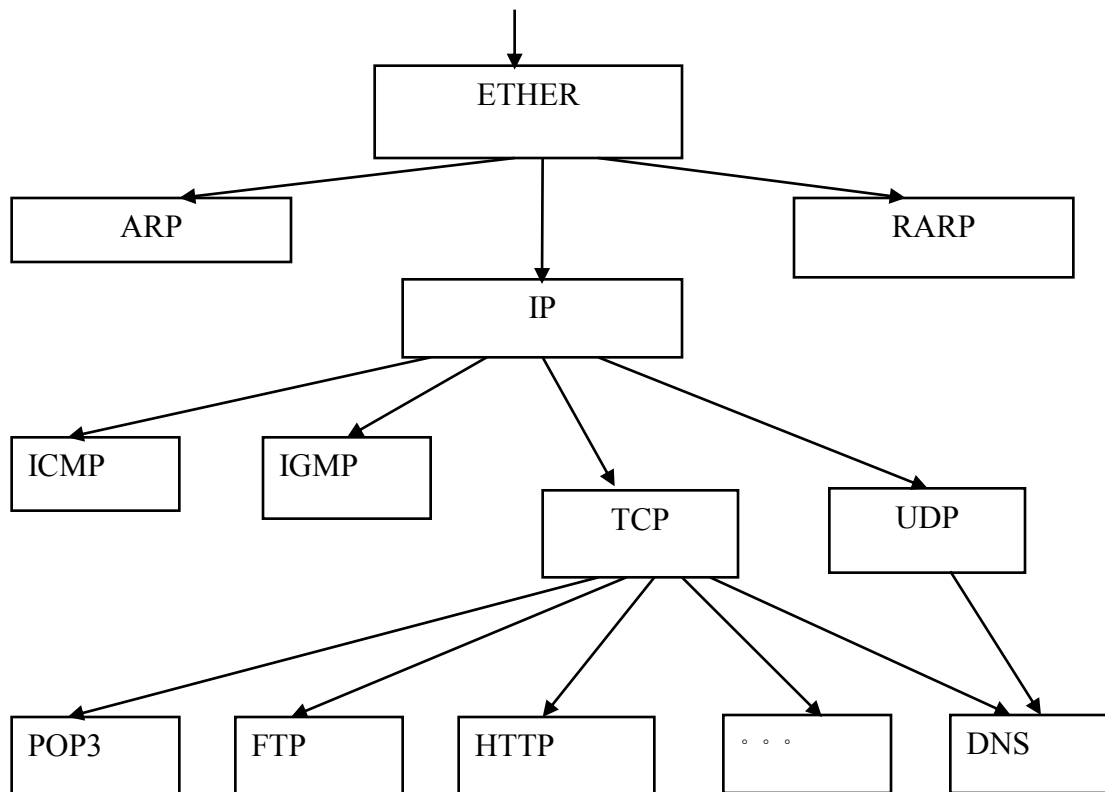 ETHER
ARP
RARP
IP
ICMP
IGMP
TCP
UDP
POP3
FTP
HTTP
。。。
DNS